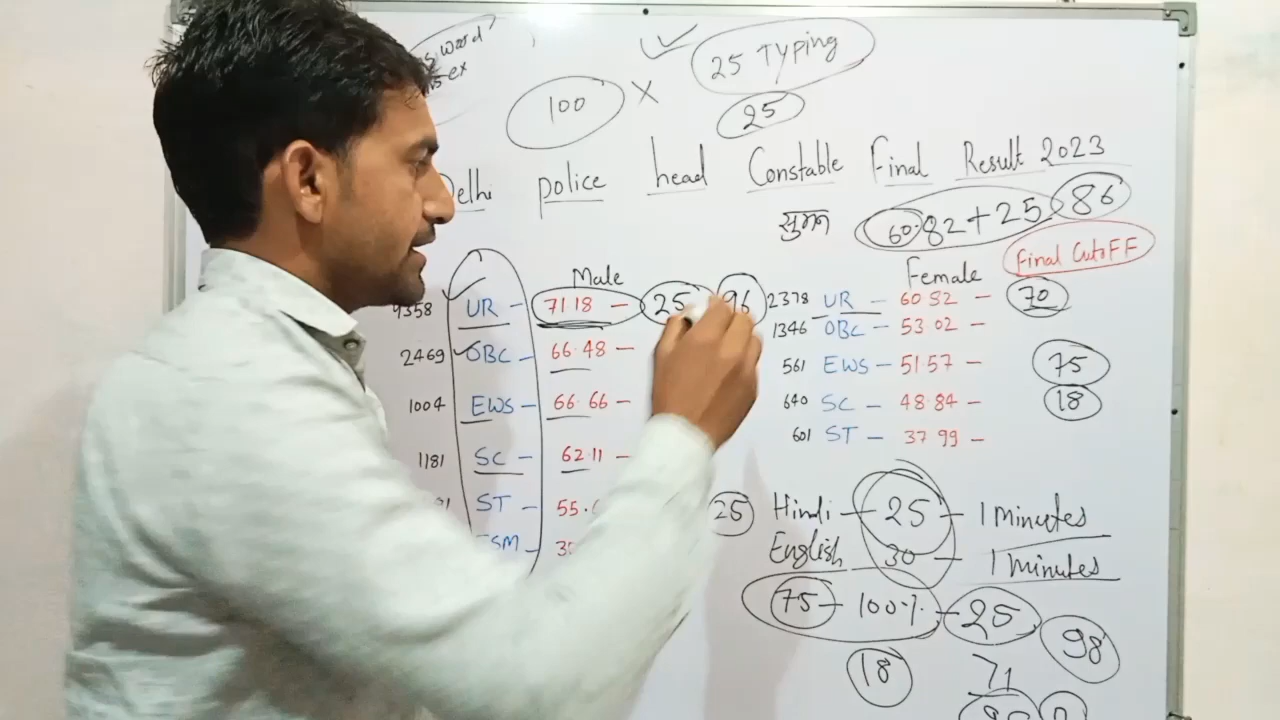 25 Typing
100 ×
25
Delhi police head Constable Final Result 2023
60.82+25 86
Final CutoFF
Male
9358 UR - 71.18 - 25 96
2469 OBC - 66.48 -
1004 EWS - 66.66 -
1181 SC - 62.11 -
ST - 55.
Female
2378 UR - 60.82 - 70
1346 OBC - 53.02 -
561 EWS - 51.57 - 75
640 SC - 48.84 - 18
601 ST - 37.99 -
25 Hindi - 25 - 1 Minutes
English 30 - 1 Minutes
75 - 100% - 25
98
18 71